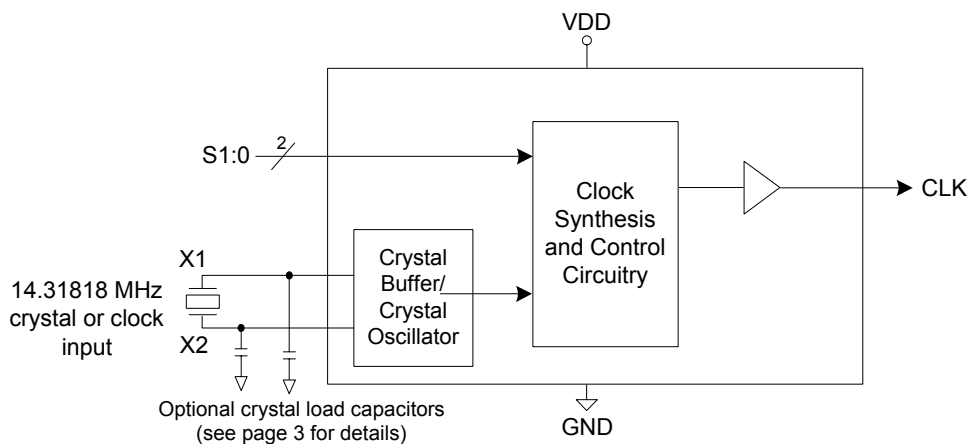 VDD
S1:0
2
Clock
Synthesis
and Control
Circuitry
CLK
X1
14.31818 MHz
crystal or clock
input
X2
Crystal
Buffer/
Crystal
Oscillator
Optional crystal load capacitors
(see page 3 for details)
GND